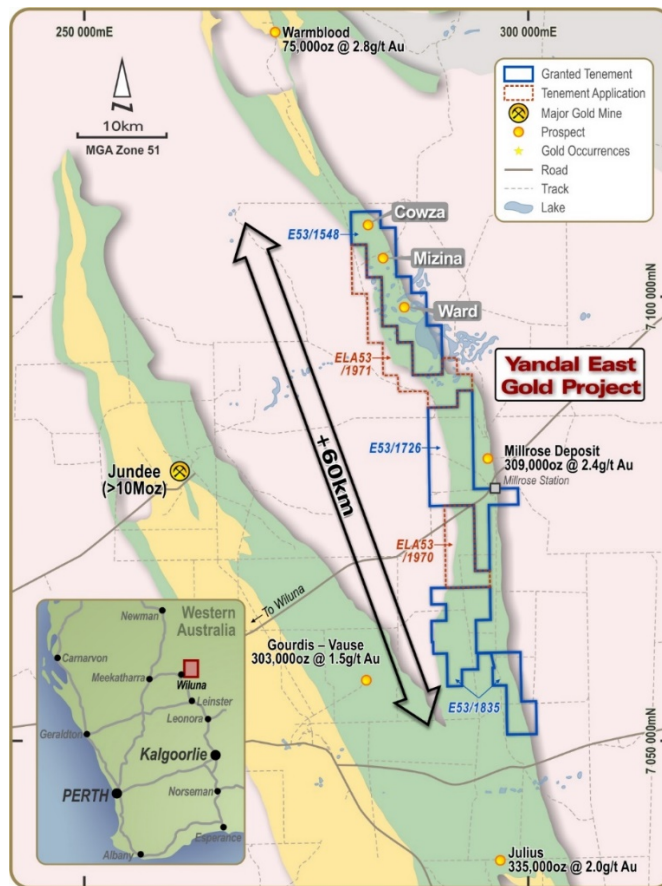 250 000mE
300 000mE
Warmblood
75,000oz @ 2.8g/t Au
N
10km
MGA Zone 51
Granted Tenement
Tenement Application
Major Gold Mine
Prospect
Gold Occurrences
Road
Track
Lake
Cowza
E53/1548
Mizina
Ward
7 100 000mN
ELA53
/1971
Yandal East
Gold Project
+60km
E53/1726
Millrose Deposit
309,000oz @ 2.4g/t Au
Millrose Station
Jundee
(>10Moz)
ELA53
/1970
To Wiluna
Gourdis – Vause
303,000oz @ 1.5g/t Au
E53/1835
7 050 000mN
Western
Australia
Newman
Carnarvon
Meekatharra
Wiluna
Leinster
Leonora
Geraldton
Kalgoorlie
PERTH
Norseman
Esperance
Albany
Julius
335,000oz @ 2.0g/t Au